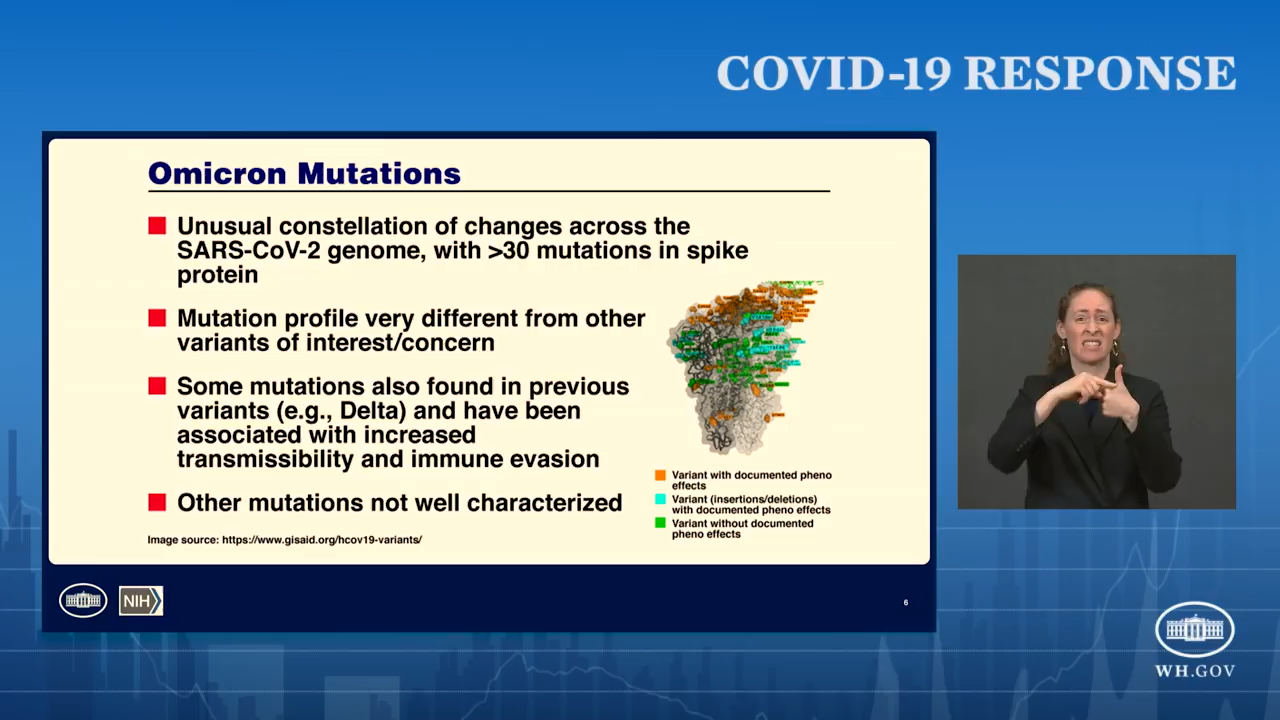 COVID-19 RESPONSE
Omicron Mutations
Unusual constellation of changes across the
SARS-CoV-2 genome, with >30 mutations in spike
protein
Mutation profile very different from other
variants of interest/concern
Some mutations also found in previous
variants (e.g., Delta) and have been
associated with increased
transmissibility and immune evasion
Other mutations not well characterized
Variant with documented pheno
effects
Variant (insertions/deletions)
with documented pheno effects
Variant without documented
pheno effects
Image source: https://www.gisaid.org/hcov19-variants/
NIH
6
WH.GOV